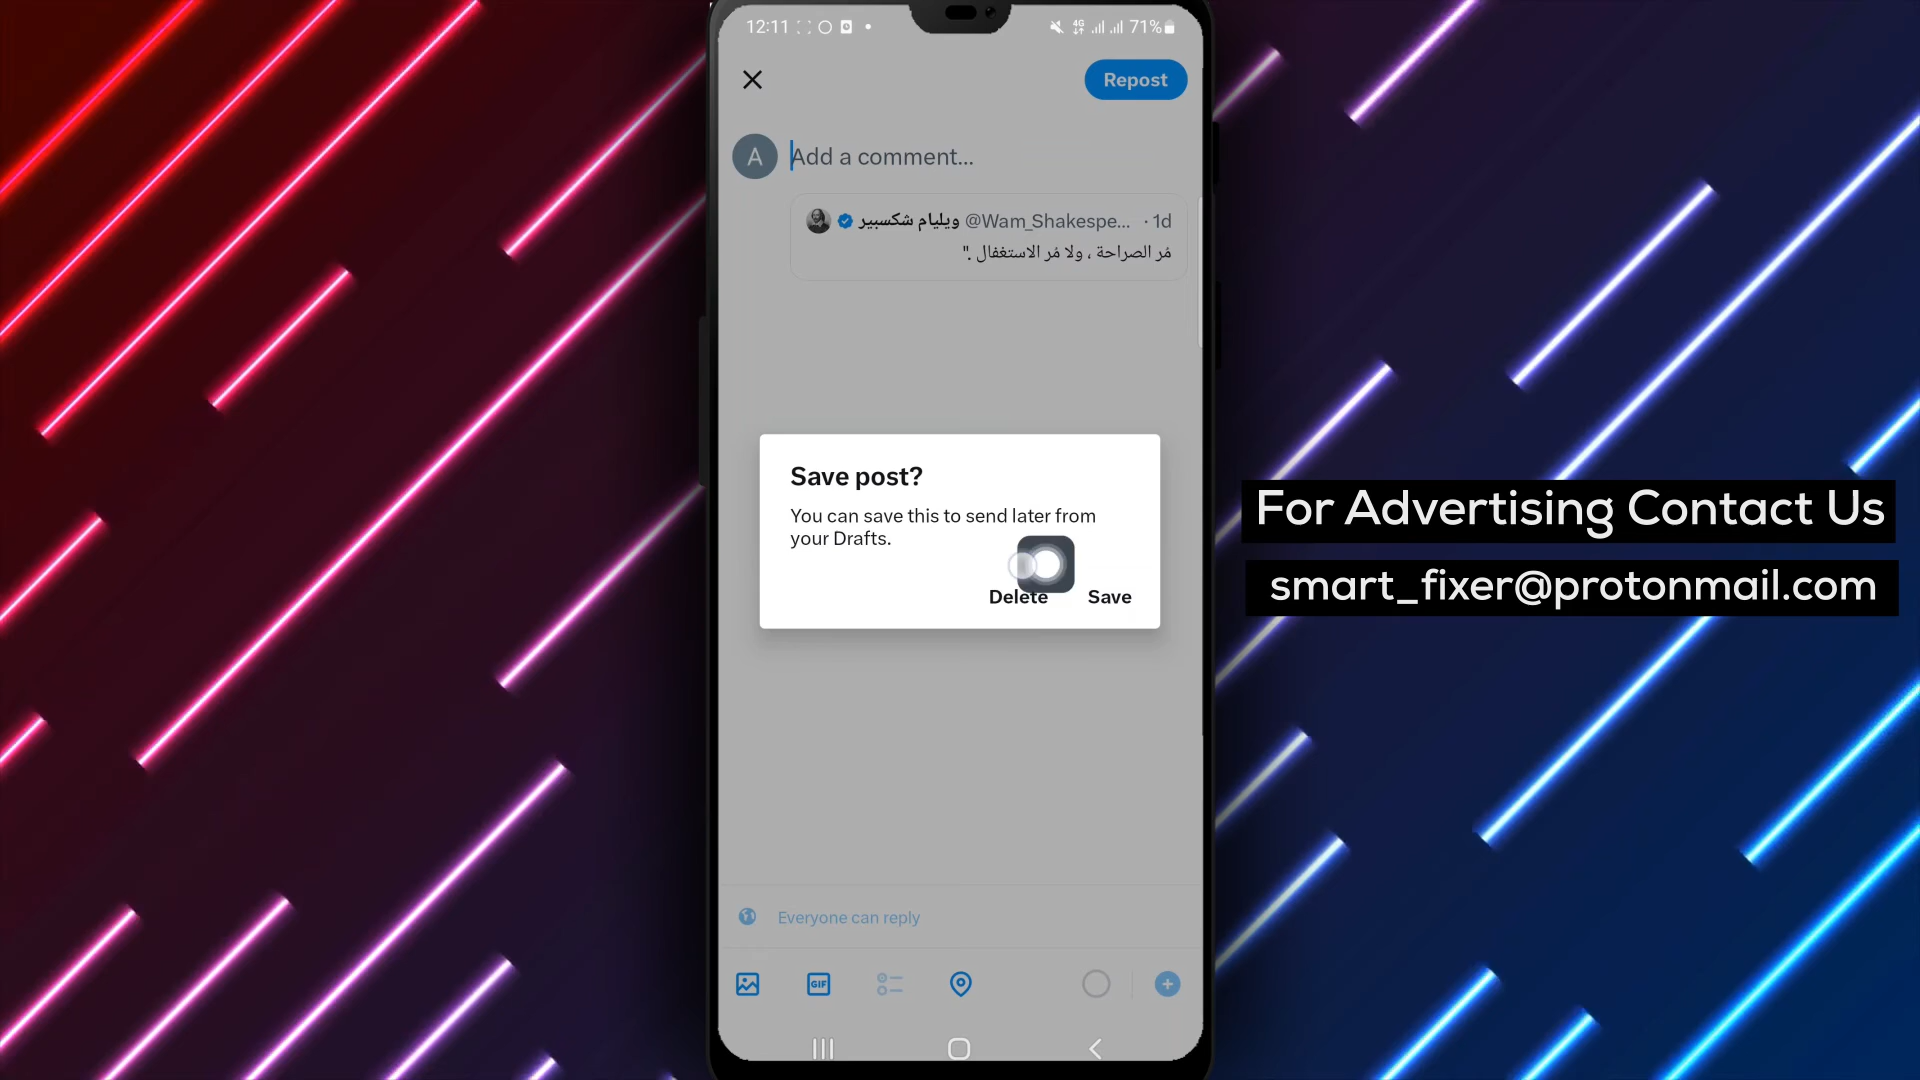 12:11
4G
71%
Repost
A
Add a comment...
ويليام شكسبير @Wam_Shakespe... · 1d
مُر الصراحة ، ولا مُر الاستغفال ."
Save post?
You can save this to send later from
your Drafts.
Delete
Save
For Advertising Contact Us
smart_fixer@protonmail.com
Everyone can reply
GIF